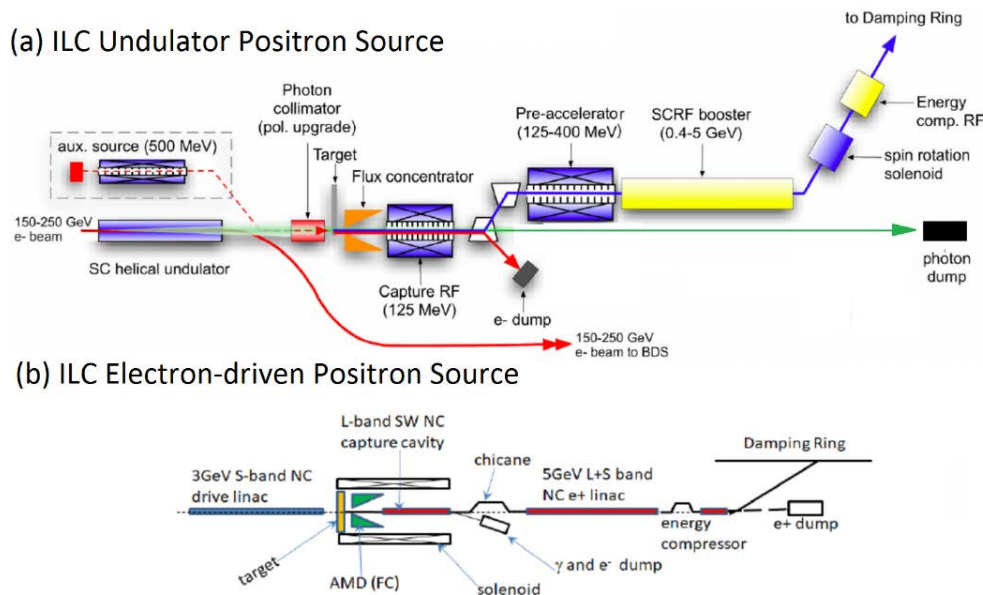 (a) ILC Undulator Positron Source
to Damping Ring
Photon
collimator
(pol. upgrade)
Pre-accelerator
(125-400 MeV)
SCRF booster
(0.4-5 GeV)
Energy
comp. RF
aux. source (500 MeV)
Target
Flux concentrator
spin rotation
solenoid
150-250 GeV
e- beam
SC helical undulator
Capture RF
(125 MeV)
e- dump
photon
dump
150-250 GeV
e- beam to BDS
(b) ILC Electron-driven Positron Source
L-band SW NC
capture cavity
Damping Ring
3GeV S-band NC
drive linac
chicane
5GeV L+S band
NC e+ linac
energy
compressor
e+ dump
target
AMD (FC)
solenoid
γ and e- dump